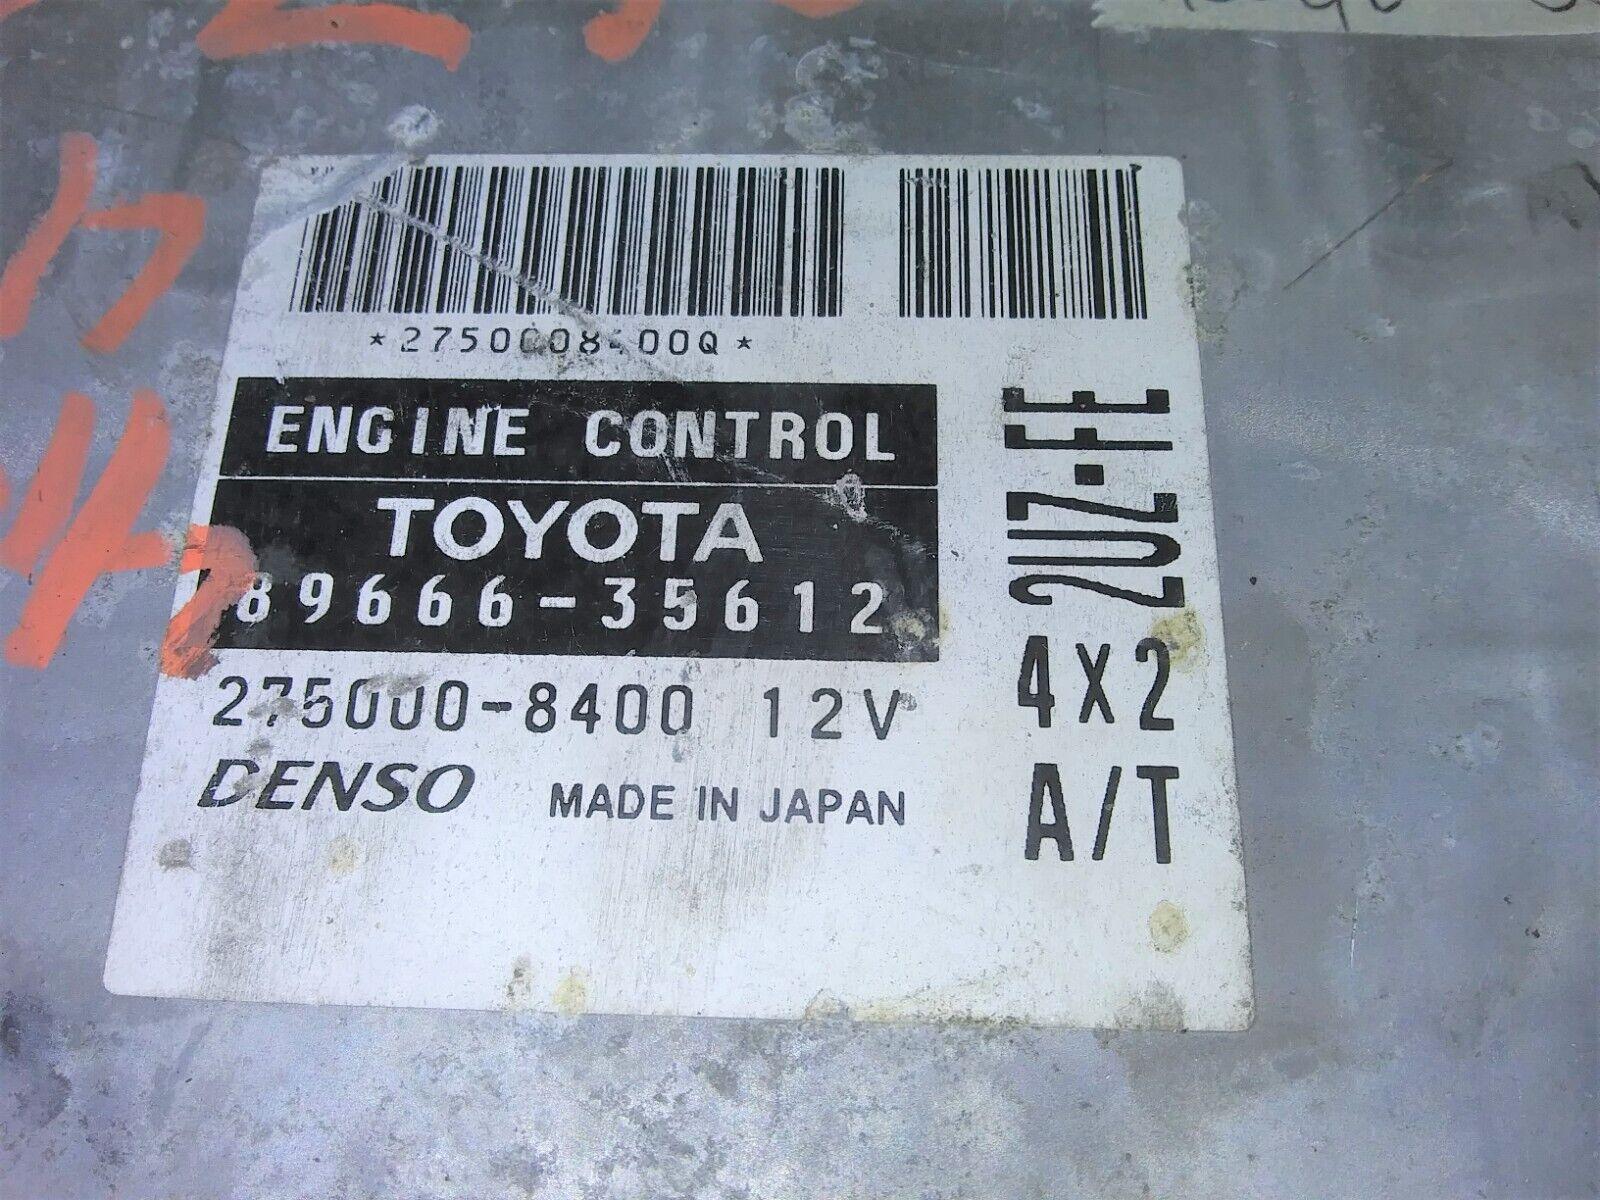 *2750008400Q*
ENGINE CONTROL
TOYOTA
89666-35612
275000-8400 12V
DENSO MADE IN JAPAN
2UZ-FE
4X2
A/T